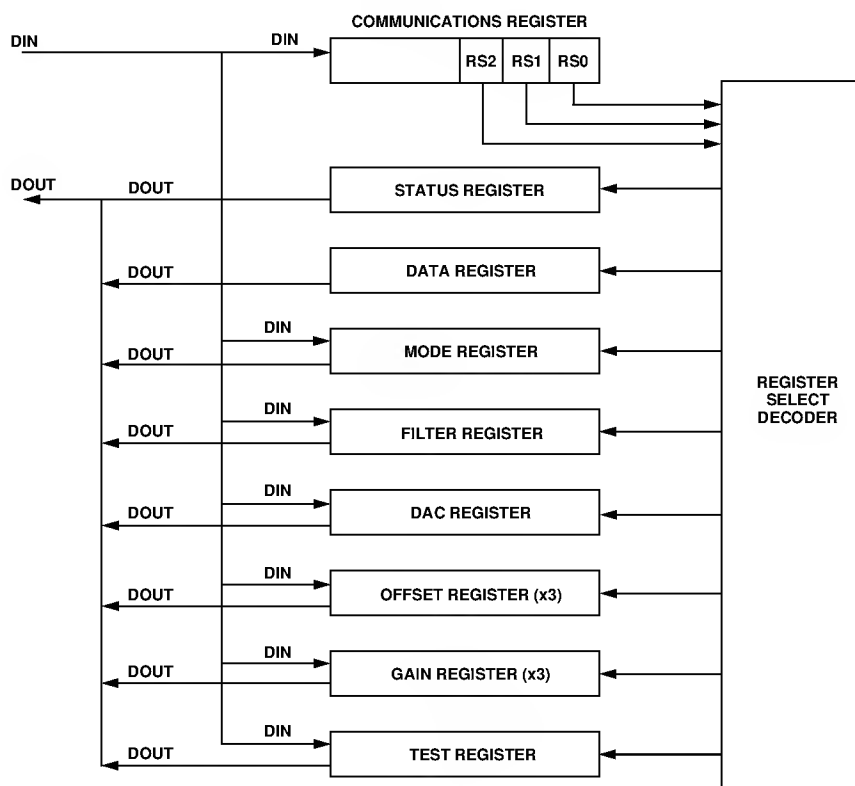 COMMUNICATIONS REGISTER
DIN
DIN
RS2 RS1 RS0
DOUT
DOUT
STATUS REGISTER
DOUT
DATA REGISTER
DIN
DOUT
MODE REGISTER
REGISTER
SELECT
DECODER
DIN
DOUT
FILTER REGISTER
DIN
DOUT
DAC REGISTER
DIN
DOUT
OFFSET REGISTER (x3)
DIN
DOUT
GAIN REGISTER (x3)
DIN
DOUT
TEST REGISTER